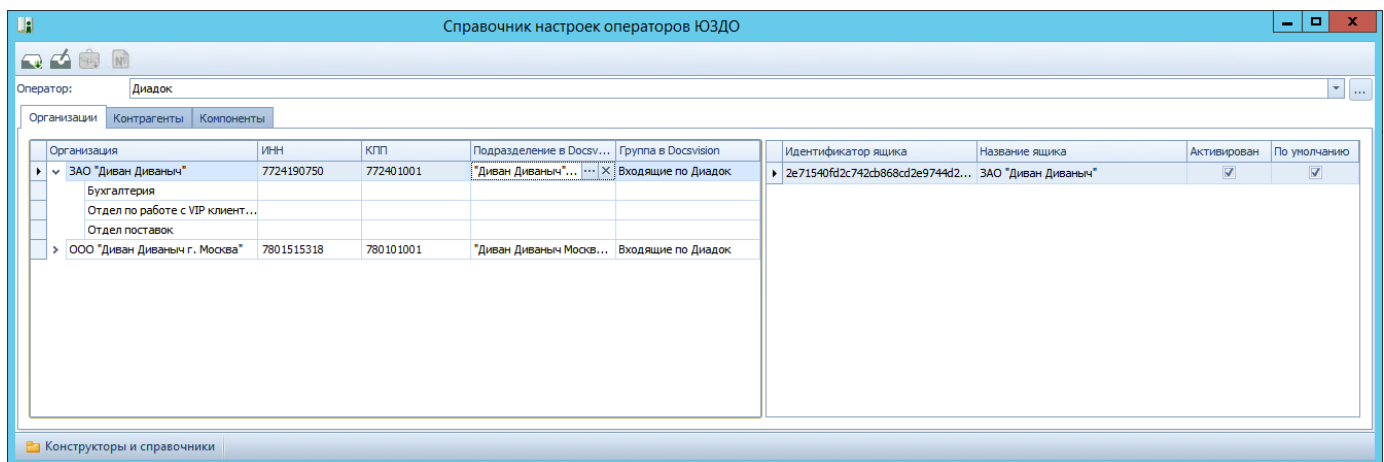 Справочник настроек операторов ЮЗДО
Оператор: Диадок
Организации Контрагенты Компоненты
Организация ИНН КПП Подразделение в Docsv... Группа в Docsvision Идентификатор ящика Название ящика Активирован По умолчанию
ЗАО "Диван Диваныч" 7724190750 772401001 "Диван Диваныч"... Входящие по Диадок 2e71540fd2c742cb868cd2e9744d2... ЗАО "Диван Диваныч"
Бухгалтерия
Отдел по работе с VIP клиент...
Отдел поставок
ООО "Диван Диваныч г. Москва" 7801515318 780101001 "Диван Диваныч Москв... Входящие по Диадок
Конструкторы и справочники